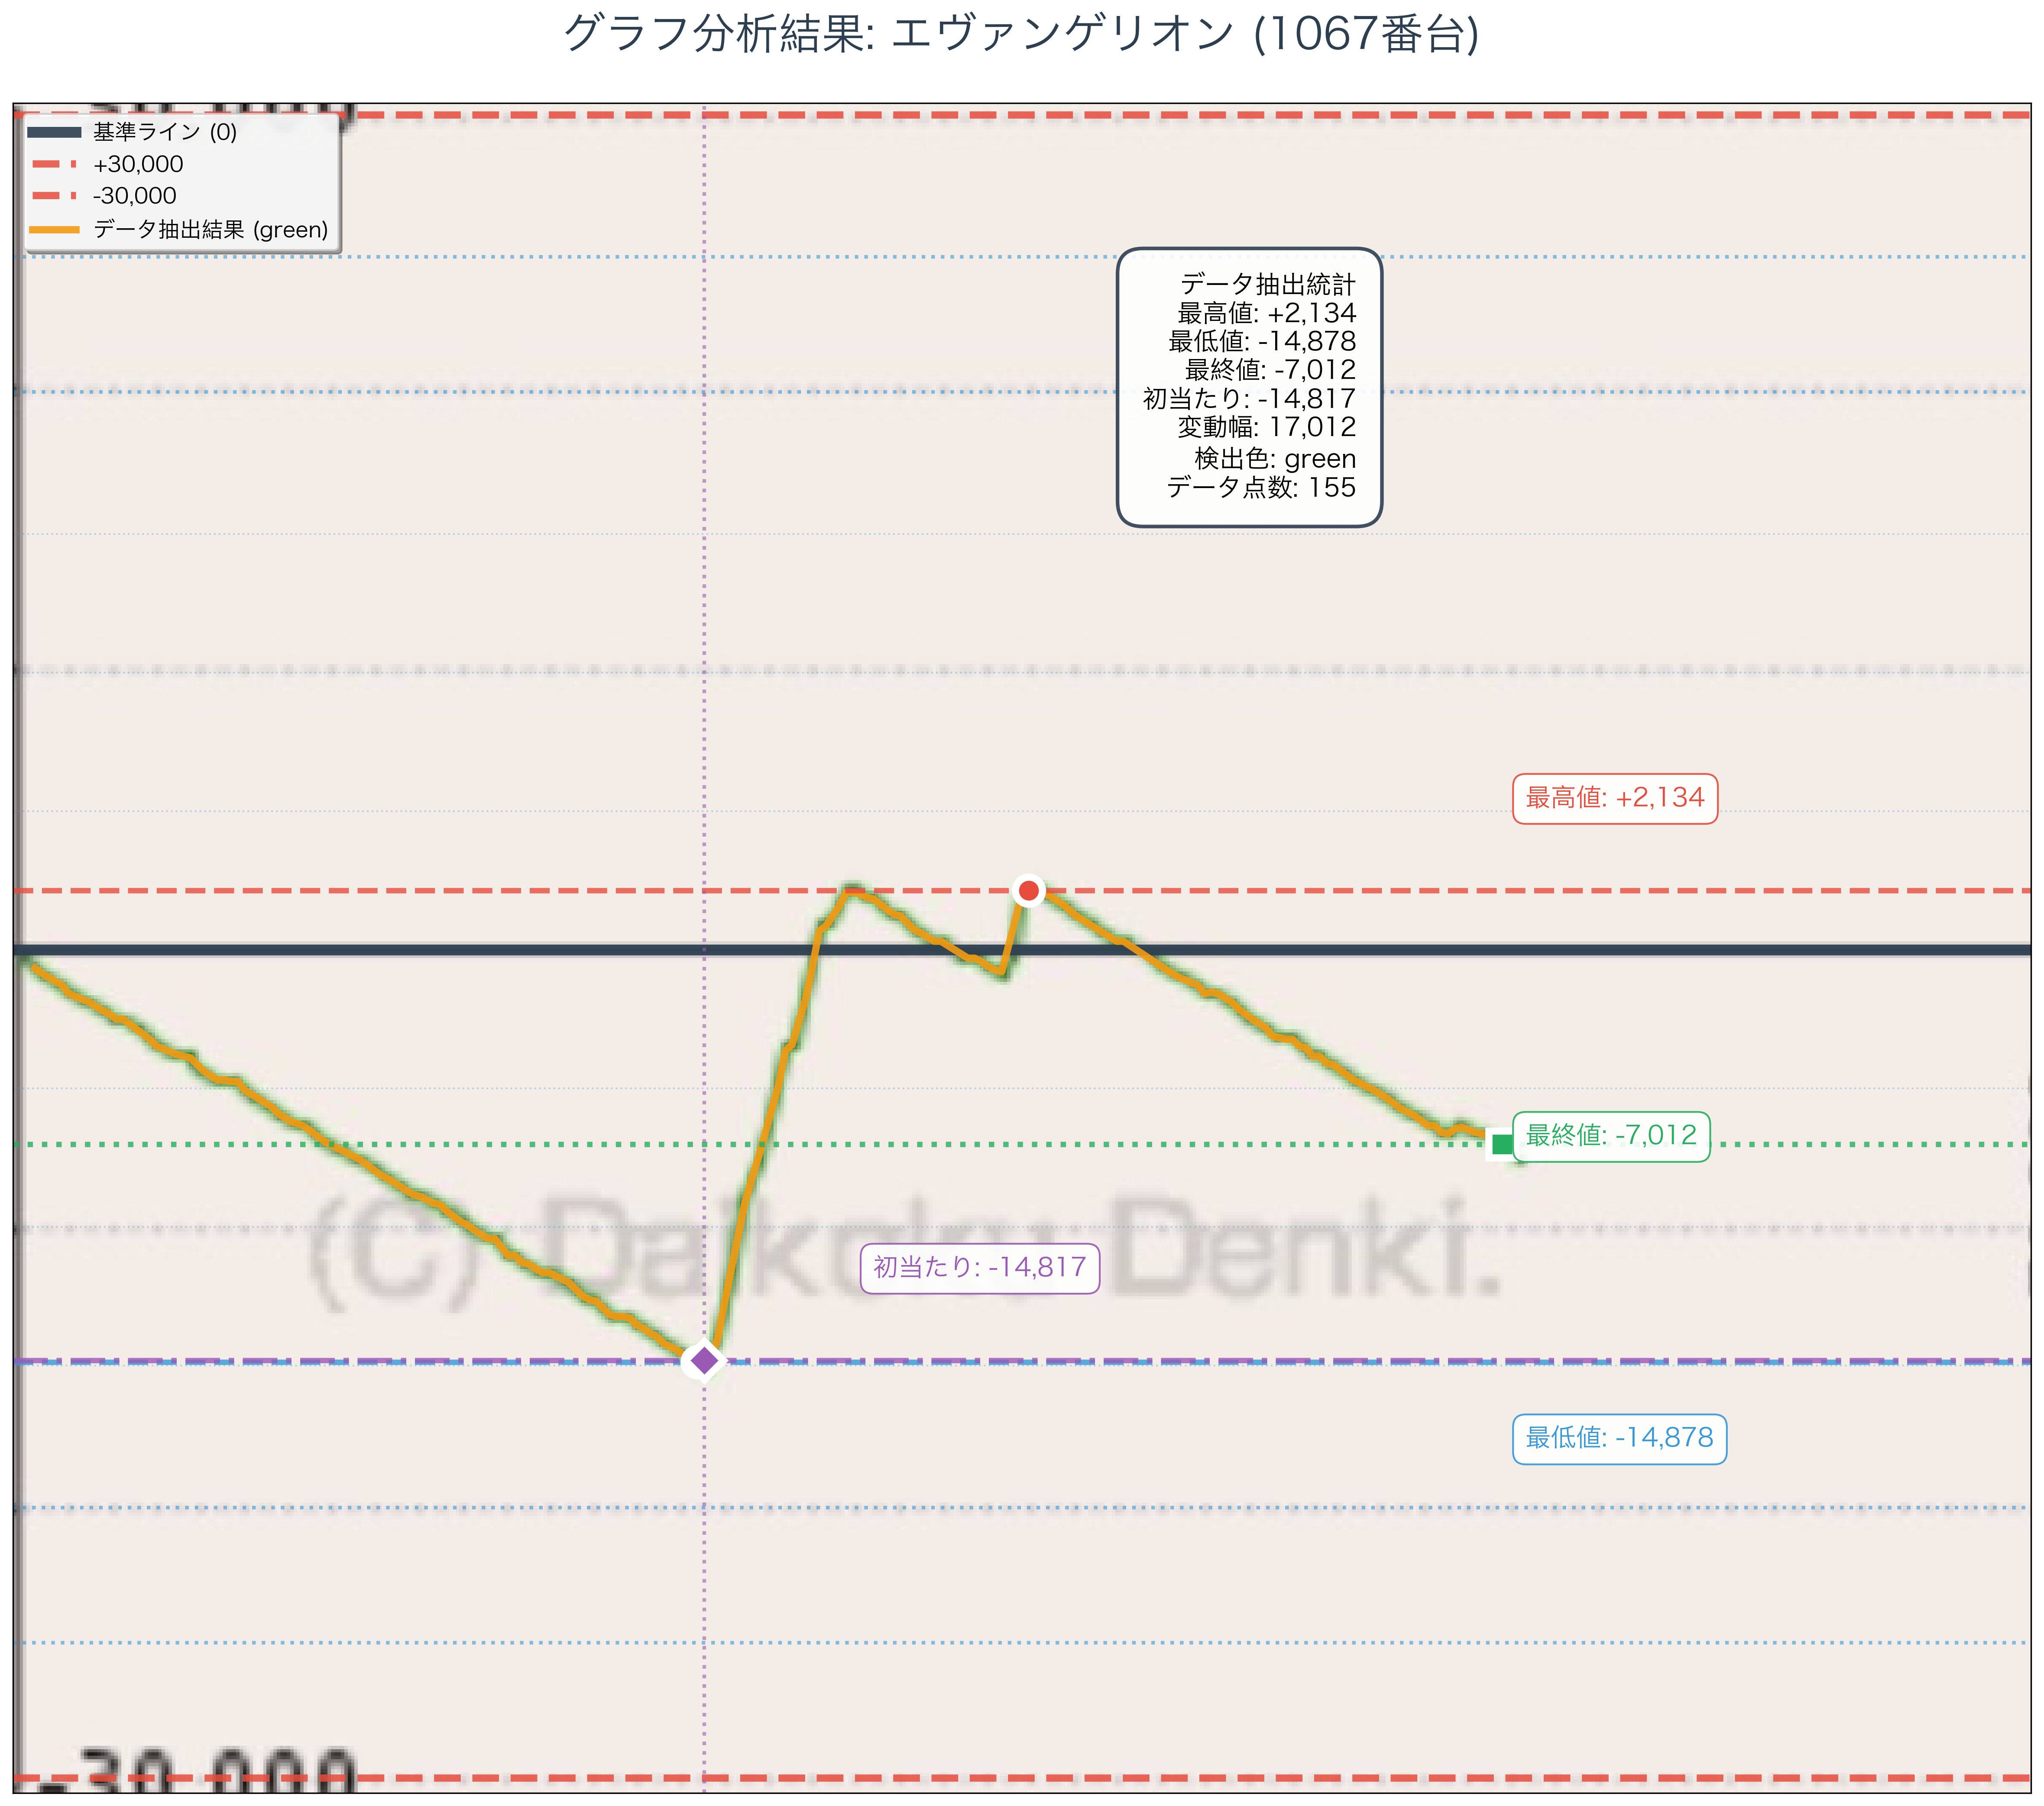 グラフ分析結果: エヴァンゲリオン (1067番台)
基準ライン (0)
+30,000
-30,000
データ抽出結果 (green)
データ抽出統計
最高値: +2,134
最低値: -14,878
最終値: -7,012
初当たり: -14,817
変動幅: 17,012
検出色: green
データ点数: 155
最高値: +2,134
最終値: -7,012
(C) Daikoku Denki.
初当たり: -14,817
最低値: -14,878
-30,000